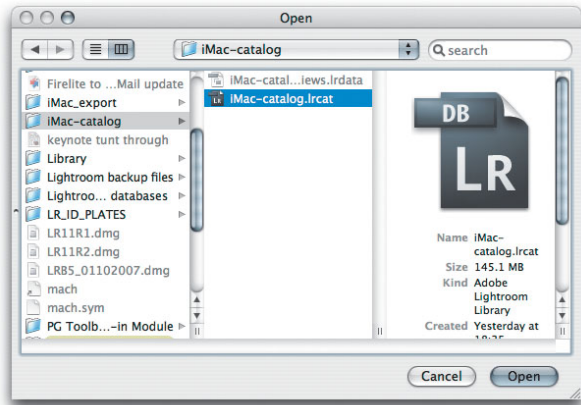 Open
iMac-catalog
search
Firelite to ...Mail update
iMac_export
iMac-catalog
keynote tunt through
Library
Lightroom backup files
Lightroo... databases
LR_ID_PLATES
LR11R1.dmg
LR11R2.dmg
LRB5_01102007.dmg
mach
mach.sym
PG Toolb...-in Module
iMac-catal...iews.lrdata
iMac-catalog.lrcat
LR
DB
LR
Name iMac-
catalog.lrcat
Size 145.1 MB
Kind Adobe
Lightroom
Library
Created Yesterday at
Cancel
Open